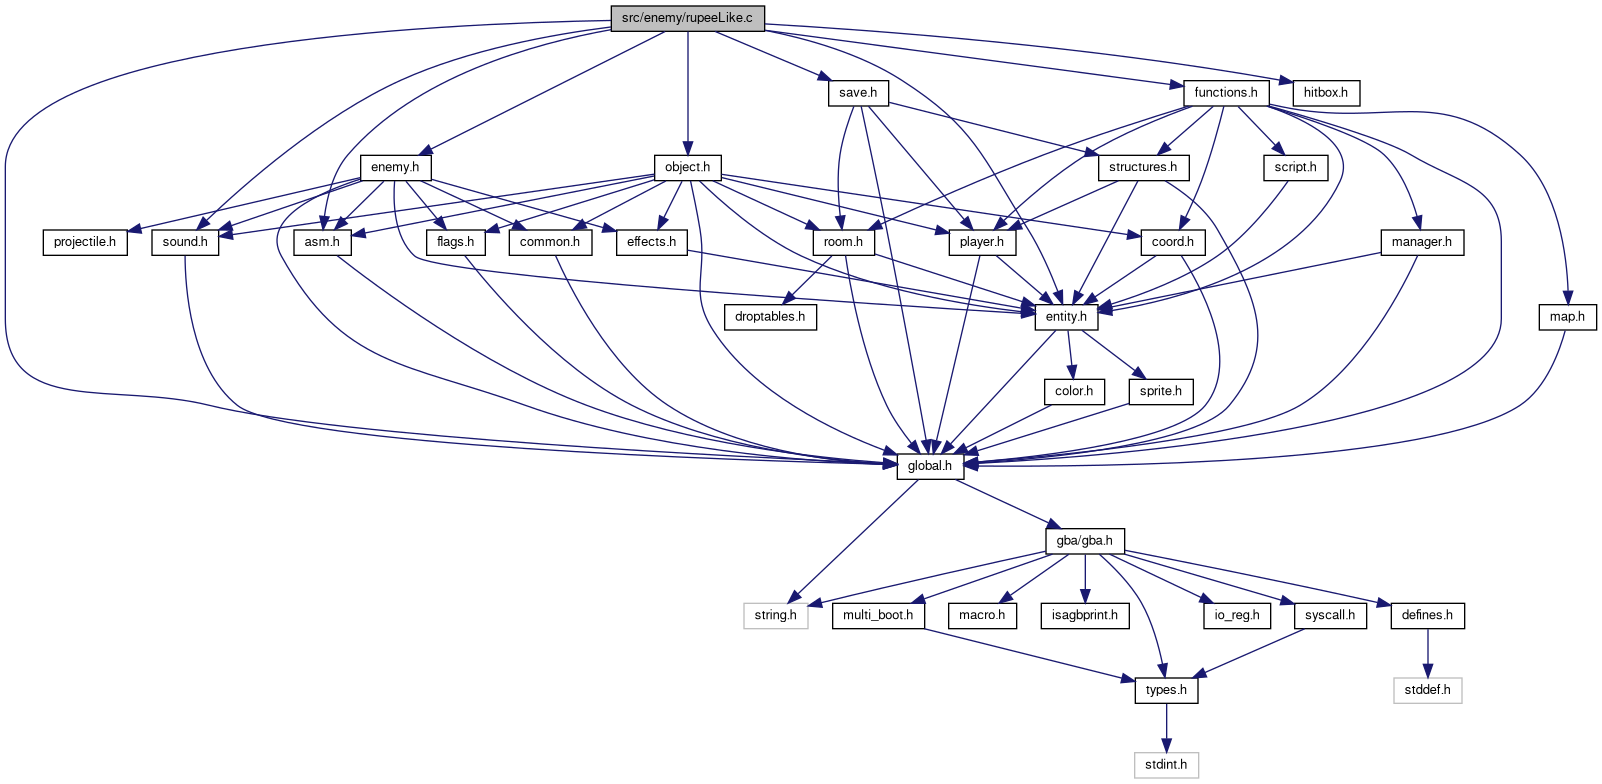 src/enemy/rupeeLike.c
save.h
functions.h
hitbox.h
enemy.h
object.h
structures.h
script.h
projectile.h
sound.h
asm.h
flags.h
common.h
effects.h
room.h
player.h
coord.h
manager.h
droptables.h
entity.h
map.h
color.h
sprite.h
global.h
gba/gba.h
string.h
multi_boot.h
macro.h
isagbprint.h
io_reg.h
syscall.h
defines.h
types.h
stddef.h
stdint.h